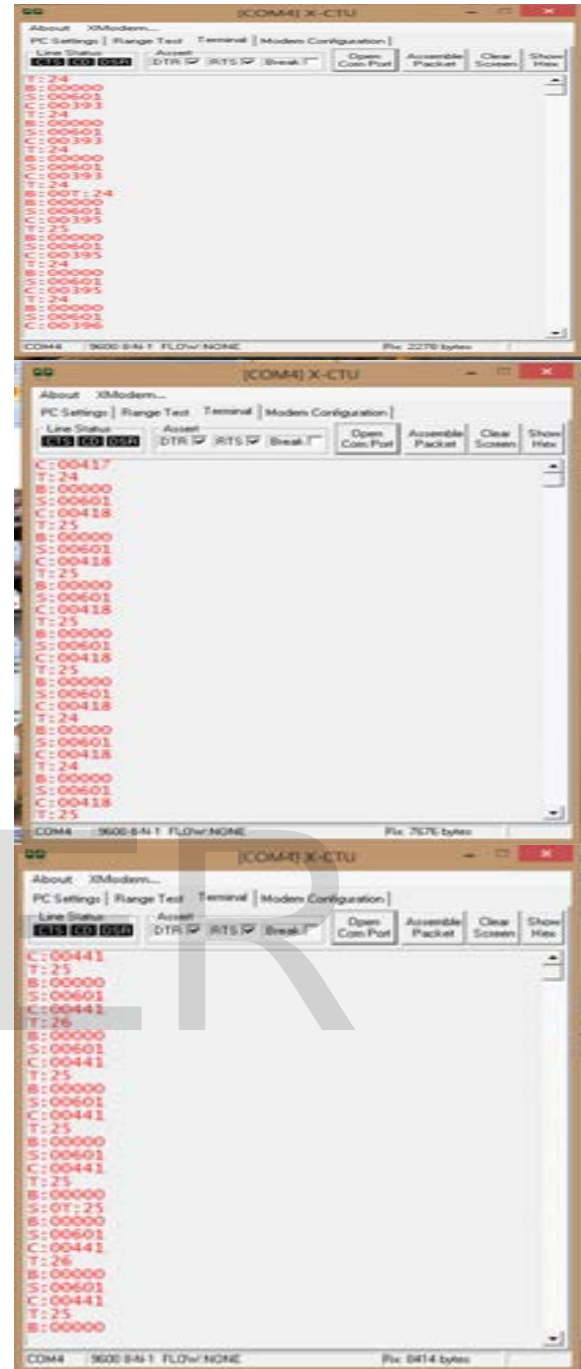 [COM4] X-CTU
About XModem...
PC Settings | Range Test | Terminal | Modem Configuration |
Line Status Assert
CTS CD DSR DTR RTS Break Open Com Port Assemble Packet Clear Screen Show Hex
T:24
B:00000
S:00601
C:00393
T:24
B:00000
S:00601
C:00393
T:24
B:00000
S:00601
C:00393
T:24
B:00T:24
B:00000
S:00601
C:00395
T:25
B:00000
S:00601
C:00395
T:24
B:00000
S:00601
C:00395
T:24
B:00000
S:00601
C:00396
COM4 9600 8-N-1 FLOW:NONE Rx: 2270 bytes
[COM4] X-CTU
About XModem...
PC Settings | Range Test | Terminal | Modem Configuration |
Line Status Assert
CTS CD DSR DTR RTS Break Open Com Port Assemble Packet Clear Screen Show Hex
C:00417
T:24
B:00000
S:00601
C:00418
T:25
B:00000
S:00601
C:00418
T:25
B:00000
S:00601
C:00418
T:25
B:00000
S:00601
C:00418
T:25
B:00000
S:00601
C:00418
T:24
B:00000
S:00601
C:00418
T:24
B:00000
S:00601
C:00418
T:25
COM4 9600 8-N-1 FLOW:NONE Rx: 7676 bytes
[COM4] X-CTU
About XModem...
PC Settings | Range Test | Terminal | Modem Configuration |
Line Status Assert
CTS CD DSR DTR RTS Break Open Com Port Assemble Packet Clear Screen Show Hex
C:00441
T:25
B:00000
S:00601
C:00441
T:26
B:00000
S:00601
C:00441
T:25
B:00000
S:00601
C:00441
T:25
B:00000
S:00601
C:00441
T:25
B:00000
S:0T:25
B:00000
S:00601
C:00441
T:26
B:00000
S:00601
C:00441
T:25
B:00000
COM4 9600 8-N-1 FLOW:NONE Rx: 8414 bytes